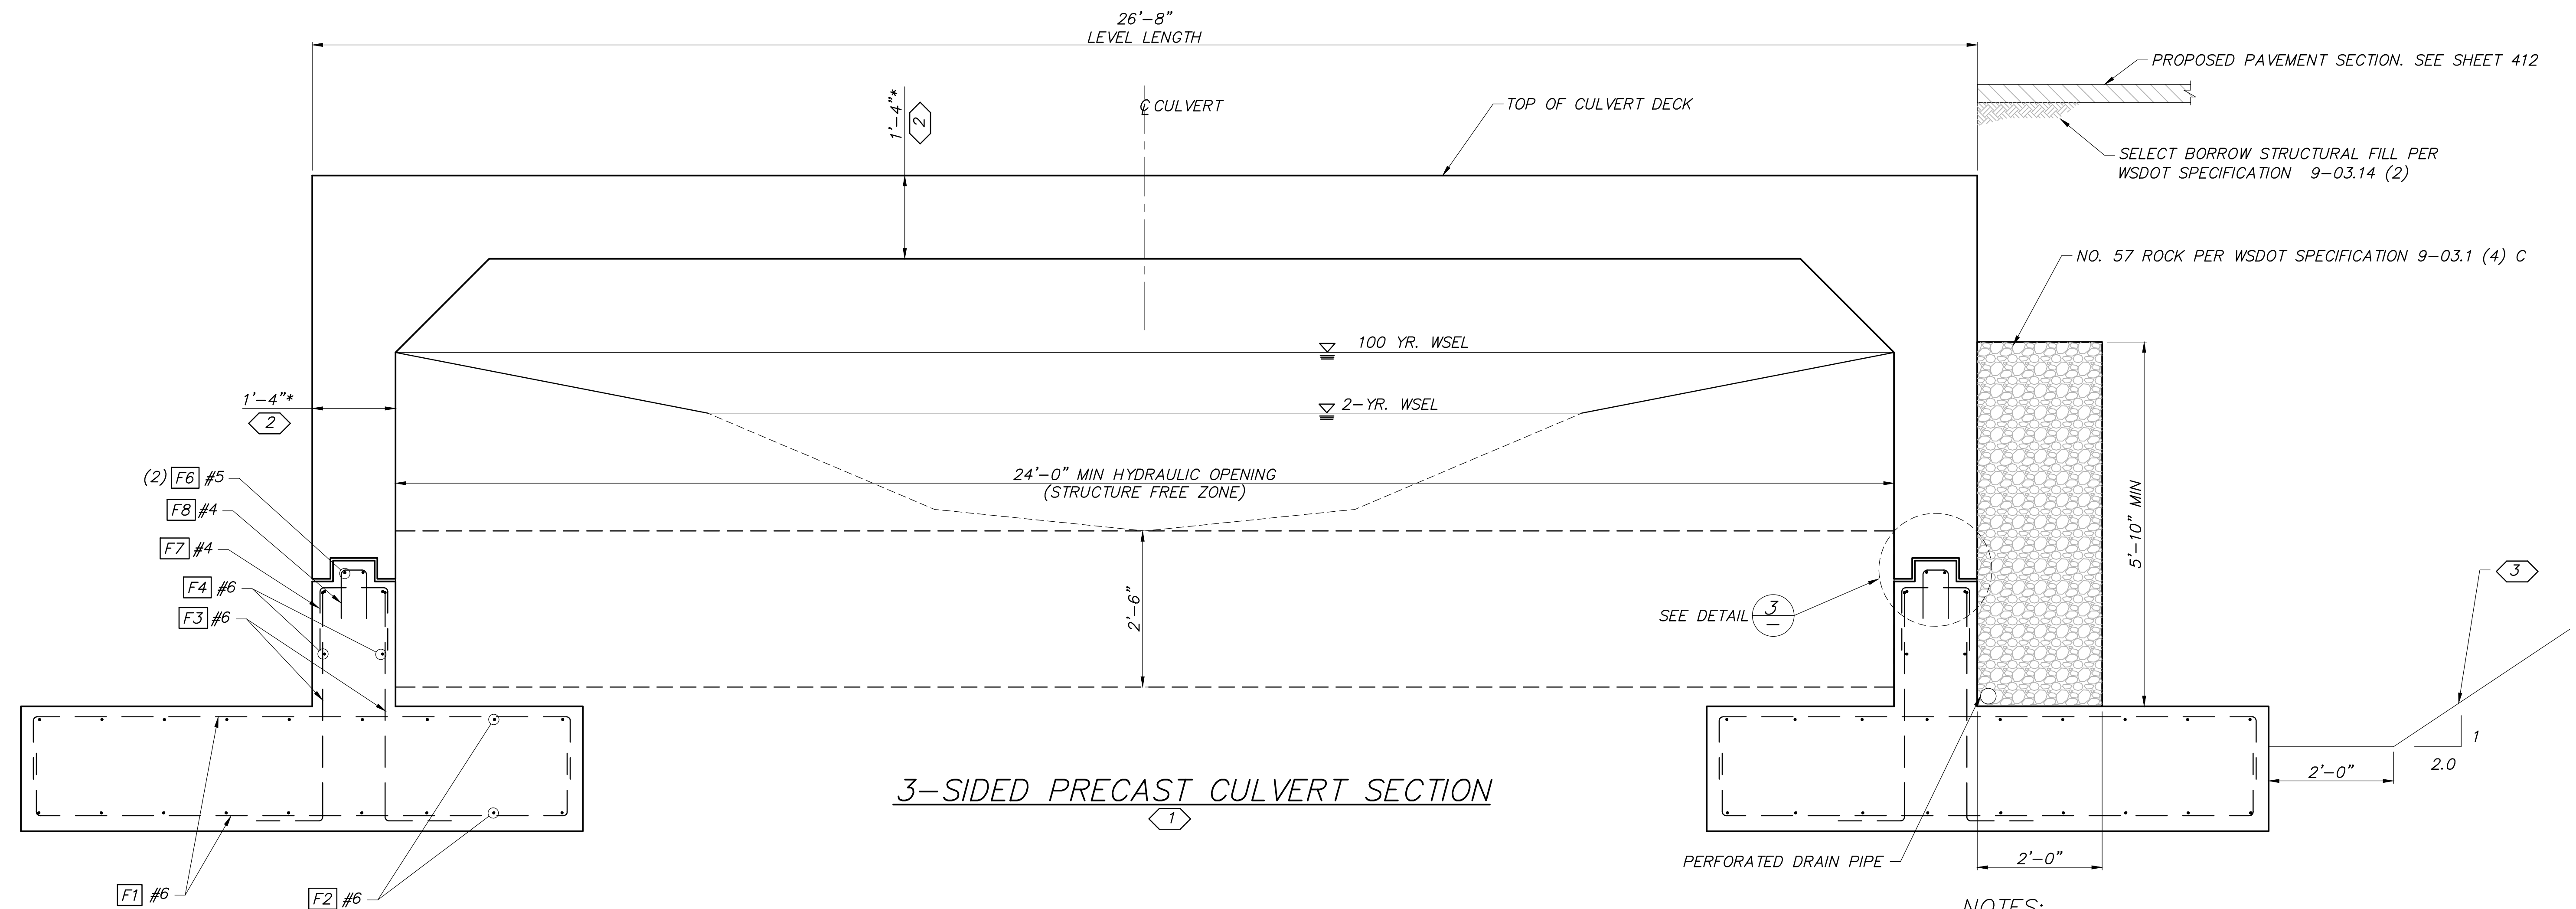 26'-8"
LEVEL LENGTH
PROPOSED PAVEMENT SECTION. SEE SHEET 412
1'-4"*
2
℄ CULVERT
TOP OF CULVERT DECK
SELECT BORROW STRUCTURAL FILL PER
WSDOT SPECIFICATION 9-03.14 (2)
NO. 57 ROCK PER WSDOT SPECIFICATION 9-03.1 (4) C
100 YR. WSEL
1'-4"*
2
2-YR. WSEL
(2) F6 #5
24'-0" MIN HYDRAULIC OPENING
(STRUCTURE FREE ZONE)
F8 #4
F7 #4
F4 #6
F3 #6
2'-6"
SEE DETAIL 3
–
5'-10" MIN
3
1
2.0
2'-0"
3-SIDED PRECAST CULVERT SECTION
1
PERFORATED DRAIN PIPE
2'-0"
F1 #6
F2 #6
NOTES: